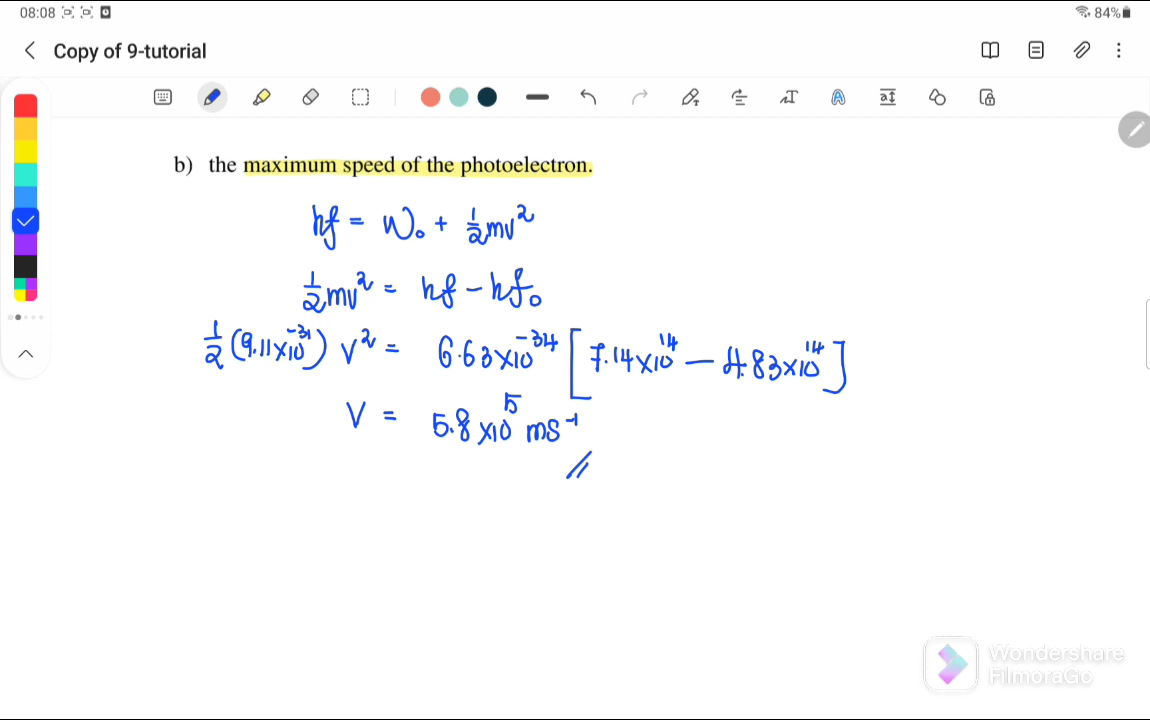 08:08 84%
Copy of 9-tutorial
b) the maximum speed of the photoelectron.
hf = W₀ + ½mv²
½mv² = hf − hf₀
½(9.11×10⁻³¹) v² = 6.63×10⁻³⁴ [7.14×10¹⁴ − 4.83×10¹⁴]
V = 5.8×10⁵ ms⁻¹
Wondershare
FilmoraGo